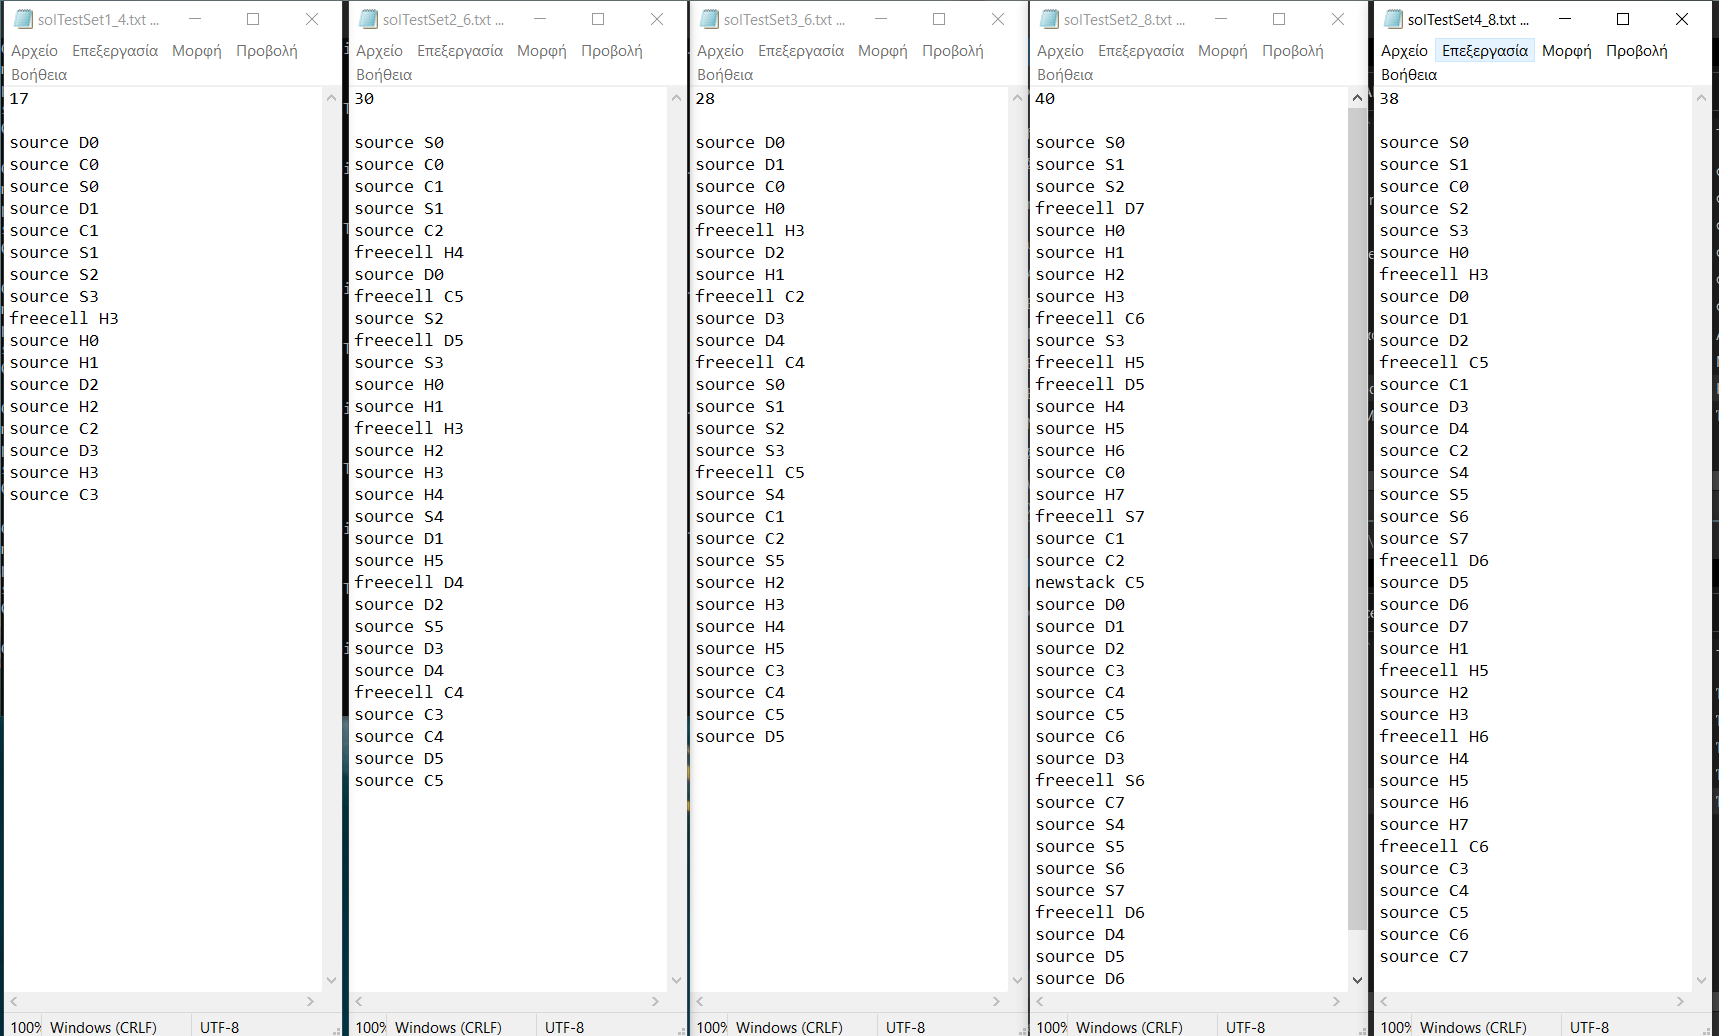 solTestSet1_4.txt ...
Αρχείο Επεξεργασία Μορφή Προβολή
Βοήθεια
17
source D0
source C0
source S0
source D1
source C1
source S1
source S2
source S3
freecell H3
source H0
source H1
source D2
source H2
source C2
source D3
source H3
source C3
100% Windows (CRLF) UTF-8
solTestSet2_6.txt ...
Αρχείο Επεξεργασία Μορφή Προβολή
Βοήθεια
30
source S0
source C0
source C1
source S1
source C2
freecell H4
source D0
freecell C5
source S2
freecell D5
source S3
source H0
source H1
freecell H3
source H2
source H3
source H4
source S4
source D1
source H5
freecell D4
source D2
source S5
source D3
source D4
freecell C4
source C3
source C4
source D5
source C5
100% Windows (CRLF) UTF-8
solTestSet3_6.txt ...
Αρχείο Επεξεργασία Μορφή Προβολή
Βοήθεια
28
source D0
source D1
source C0
source H0
freecell H3
source D2
source H1
freecell C2
source D3
source D4
freecell C4
source S0
source S1
source S2
source S3
freecell C5
source S4
source C1
source C2
source S5
source H2
source H3
source H4
source H5
source C3
source C4
source C5
source D5
100% Windows (CRLF) UTF-8
solTestSet2_8.txt ...
Αρχείο Επεξεργασία Μορφή Προβολή
Βοήθεια
40
source S0
source S1
source S2
freecell D7
source H0
source H1
source H2
source H3
freecell C6
source S3
freecell H5
freecell D5
source H4
source H5
source H6
source C0
source H7
freecell S7
source C1
source C2
newstack C5
source D0
source D1
source D2
source C3
source C4
source C5
source C6
source D3
freecell S6
source C7
source S4
source S5
source S6
source S7
freecell D6
source D4
source D5
source D6
100% Windows (CRLF) UTF-8
solTestSet4_8.txt ...
Αρχείο Επεξεργασία Μορφή Προβολή
Βοήθεια
38
source S0
source S1
source C0
source S2
source S3
source H0
freecell H3
source D0
source D1
source D2
freecell C5
source C1
source D3
source D4
source C2
source S4
source S5
source S6
source S7
freecell D6
source D5
source D6
source D7
source H1
freecell H5
source H2
source H3
freecell H6
source H4
source H5
source H6
source H7
freecell C6
source C3
source C4
source C5
source C6
source C7
100% Windows (CRLF) UTF-8